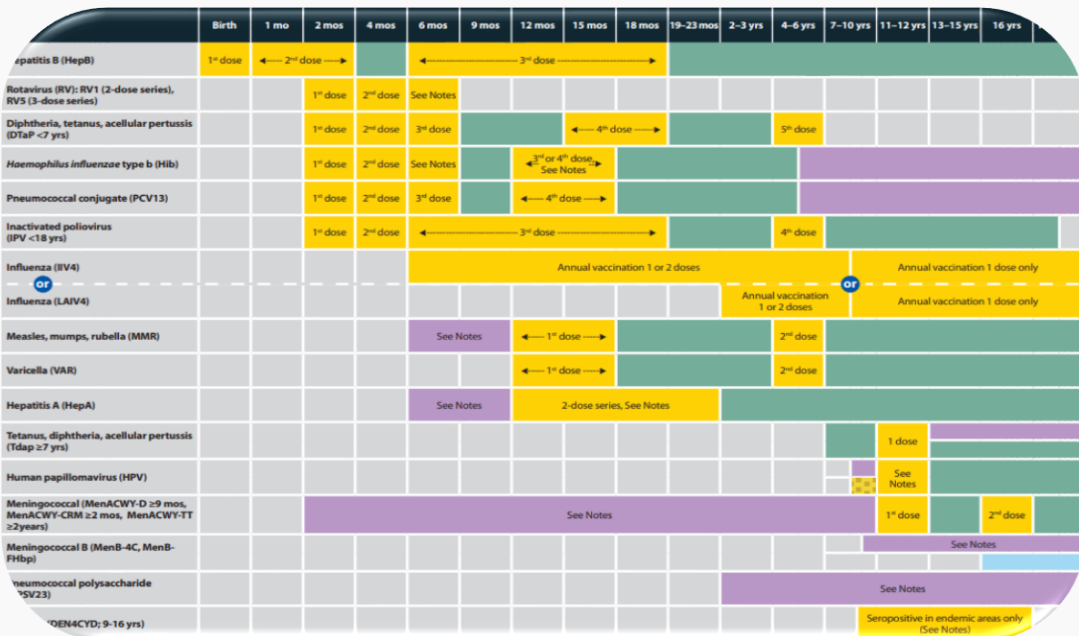 Birth 1 mo 2 mos 4 mos 6 mos 9 mos 12 mos 15 mos 18 mos 19–23 mos 2–3 yrs 4–6 yrs 7–10 yrs 11–12 yrs 13–15 yrs 16 yrs
epatitis B (HepB) 1st dose 2nd dose 3rd dose
Rotavirus (RV): RV1 (2-dose series),
RV5 (3-dose series)
1st dose 2nd dose See Notes
Diphtheria, tetanus, acellular pertussis
(DTaP <7 yrs)
1st dose 2nd dose 3rd dose 4th dose 5th dose
Haemophilus influenzae type b (Hib) 1st dose 2nd dose See Notes 3rd or 4th dose,
See Notes
Pneumococcal conjugate (PCV13) 1st dose 2nd dose 3rd dose 4th dose
Inactivated poliovirus
(IPV <18 yrs)
1st dose 2nd dose 3rd dose 4th dose
Influenza (IIV4) Annual vaccination 1 or 2 doses Annual vaccination 1 dose only
or or
Influenza (LAIV4) Annual vaccination
1 or 2 doses
Annual vaccination 1 dose only
Measles, mumps, rubella (MMR) See Notes 1st dose 2nd dose
Varicella (VAR) 1st dose 2nd dose
Hepatitis A (HepA) See Notes 2-dose series, See Notes
Tetanus, diphtheria, acellular pertussis
(Tdap ≥7 yrs)
1 dose
Human papillomavirus (HPV) See
Notes
Meningococcal (MenACWY-D ≥9 mos,
MenACWY-CRM ≥2 mos, MenACWY-TT
≥2years)
See Notes 1st dose 2nd dose
Meningococcal B (MenB-4C, MenB-
FHbp)
See Notes
neumococcal polysaccharide
PSV23)
See Notes
(DEN4CYD; 9-16 yrs) Seropositive in endemic areas only
(See Notes)